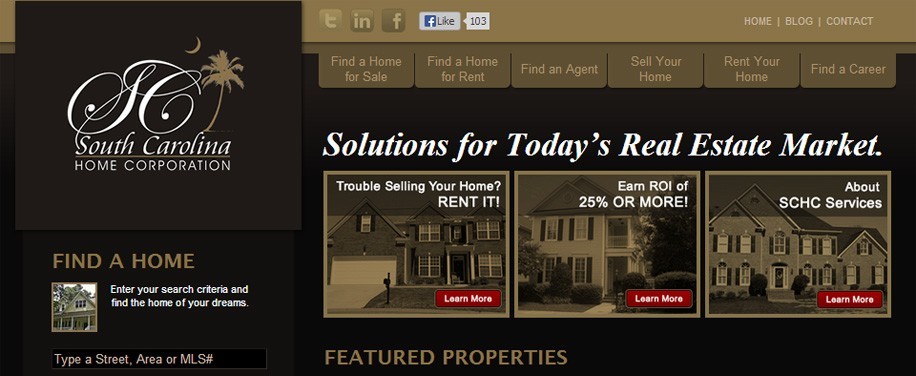 Like
103
HOME | BLOG | CONTACT
Find a Home
for Sale
Find a Home
for Rent
Find an Agent
Sell Your
Home
Rent Your
Home
Find a Career
SC
South Carolina
HOME CORPORATION
Solutions for Today's Real Estate Market.
Trouble Selling Your Home?
RENT IT!
Learn More
Earn ROI of
25% OR MORE!
Learn More
About
SCHC Services
Learn More
FIND A HOME
Enter your search criteria and
find the home of your dreams.
Type a Street, Area or MLS#
FEATURED PROPERTIES